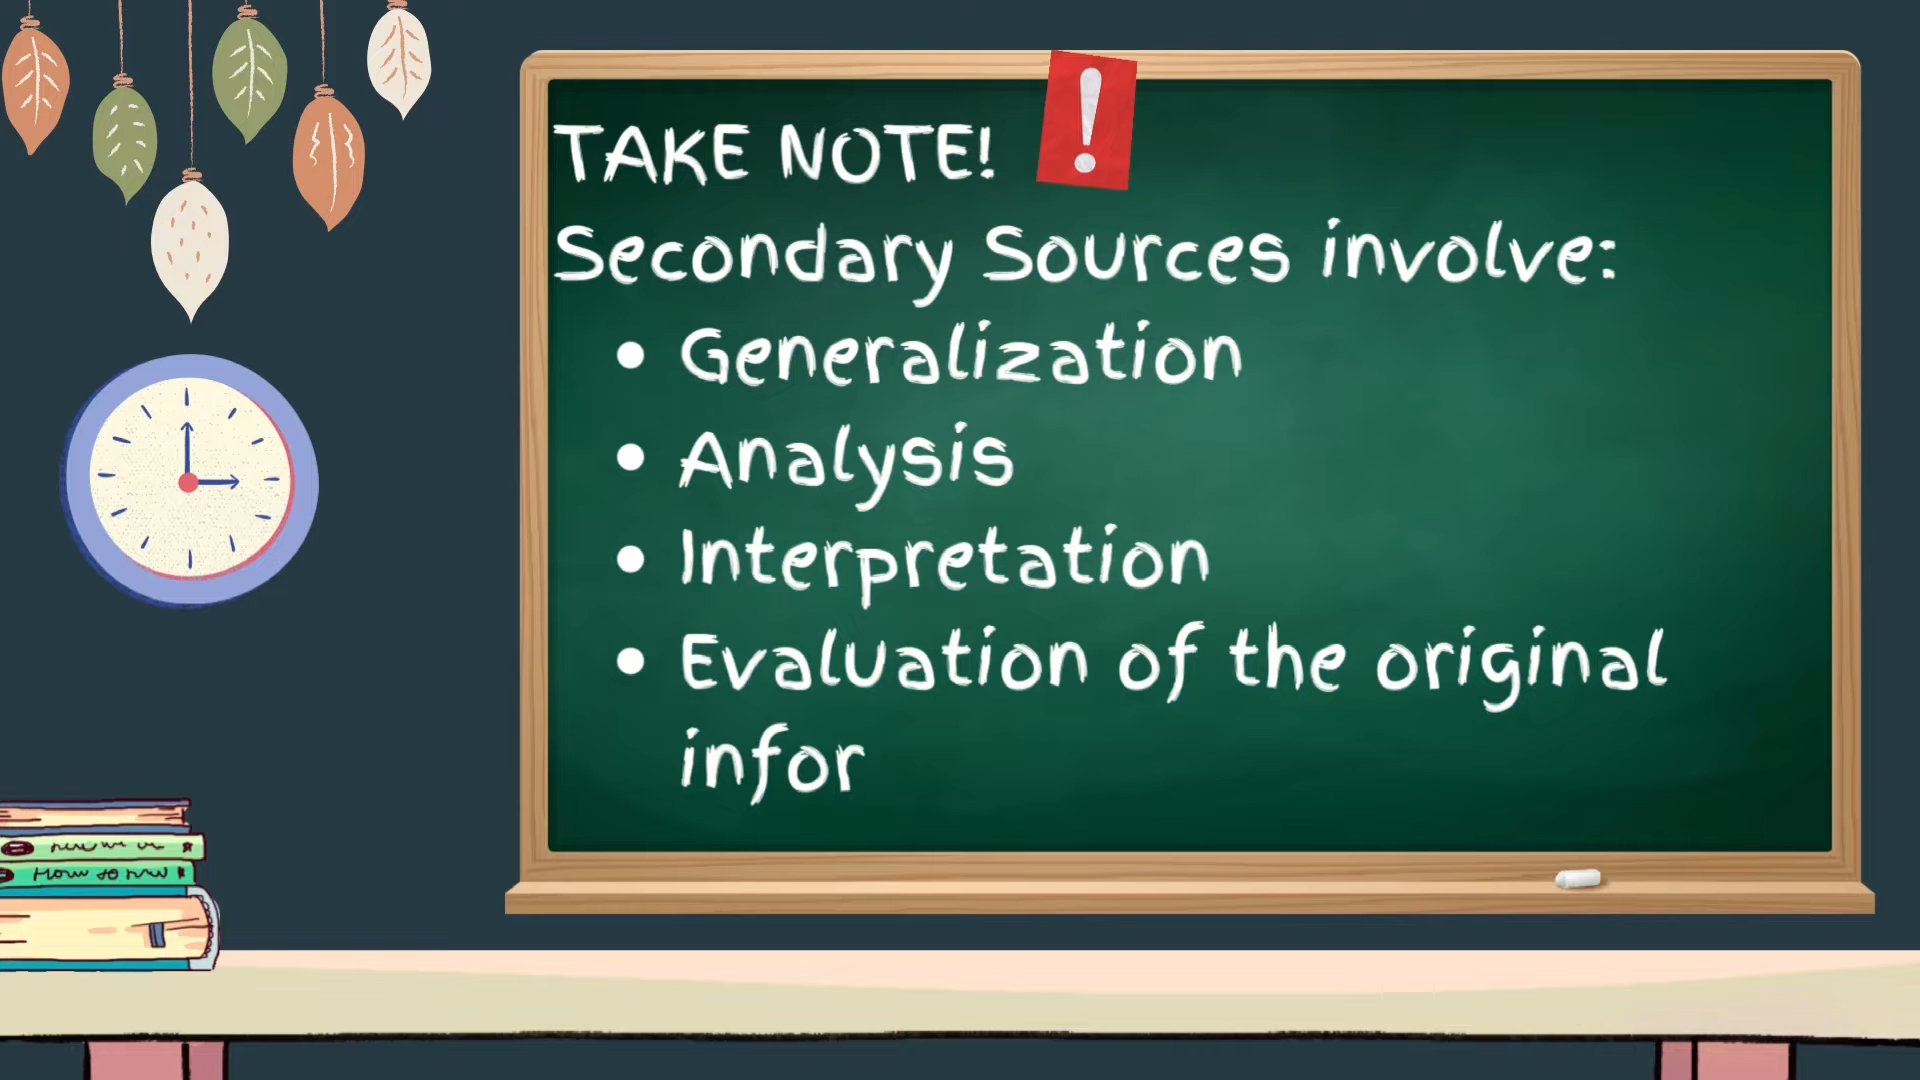 TAKE NOTE!
Secondary Sources involve:
• Generalization
• Analysis
• Interpretation
• Evaluation of the original
infor